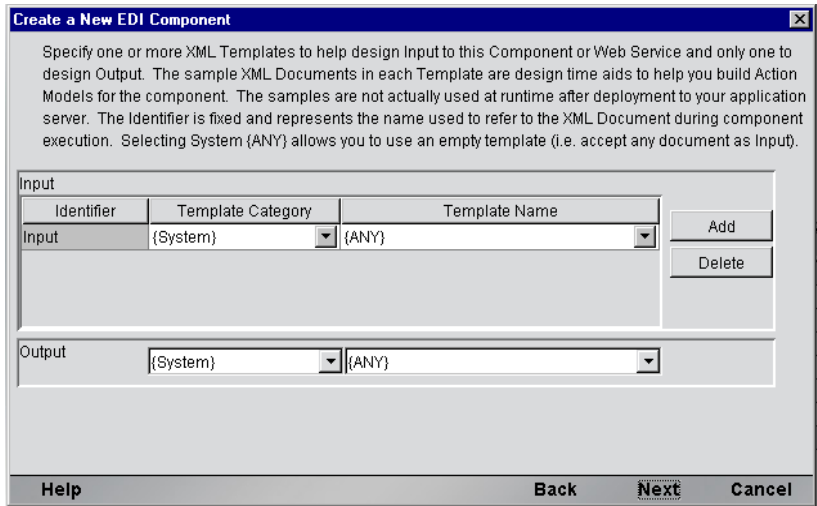 Create a New EDI Component
Specify one or more XML Templates to help design Input to this Component or Web Service and only one to
design Output. The sample XML Documents in each Template are design time aids to help you build Action
Models for the component. The samples are not actually used at runtime after deployment to your application
server. The Identifier is fixed and represents the name used to refer to the XML Document during component
execution. Selecting System {ANY} allows you to use an empty template (i.e. accept any document as Input).
Input
Identifier Template Category Template Name
Input {System} {ANY}
Add
Delete
Output {System} {ANY}
Help Back Next Cancel